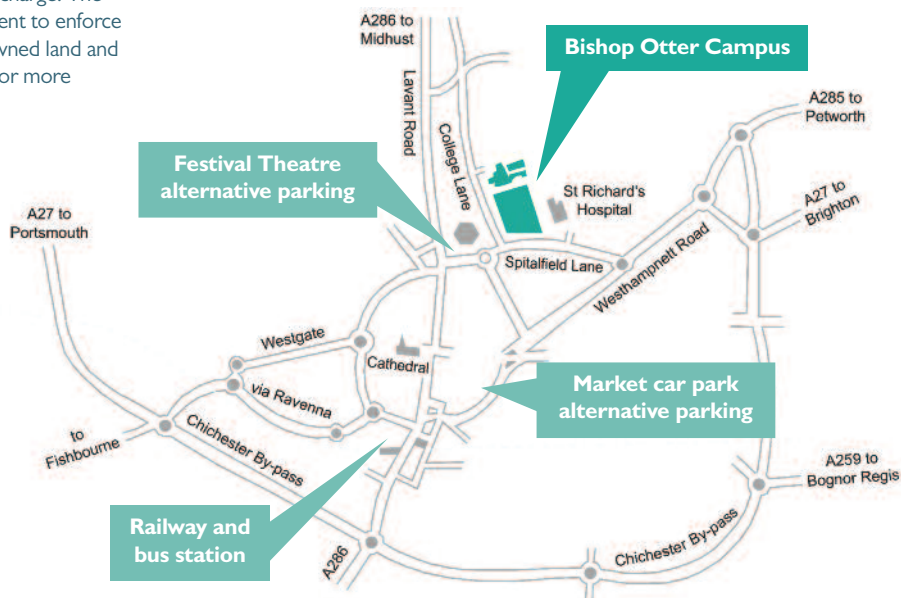 charge. The
ent to enforce
wned land and
or more
A286 to
Midhust
Bishop Otter Campus
A285 to
Petworth
Lavant Road
College Lane
Festival Theatre
alternative parking
St Richard's
Hospital
A27 to
Portsmouth
A27 to
Brighton
Spitalfield Lane
Westhampnett Road
Westgate
Cathedral
via Ravenna
Market car park
alternative parking
to
Fishbourne
Chichester By-pass
A259 to
Bognor Regis
Railway and
bus station
A286
Chichester By-pass